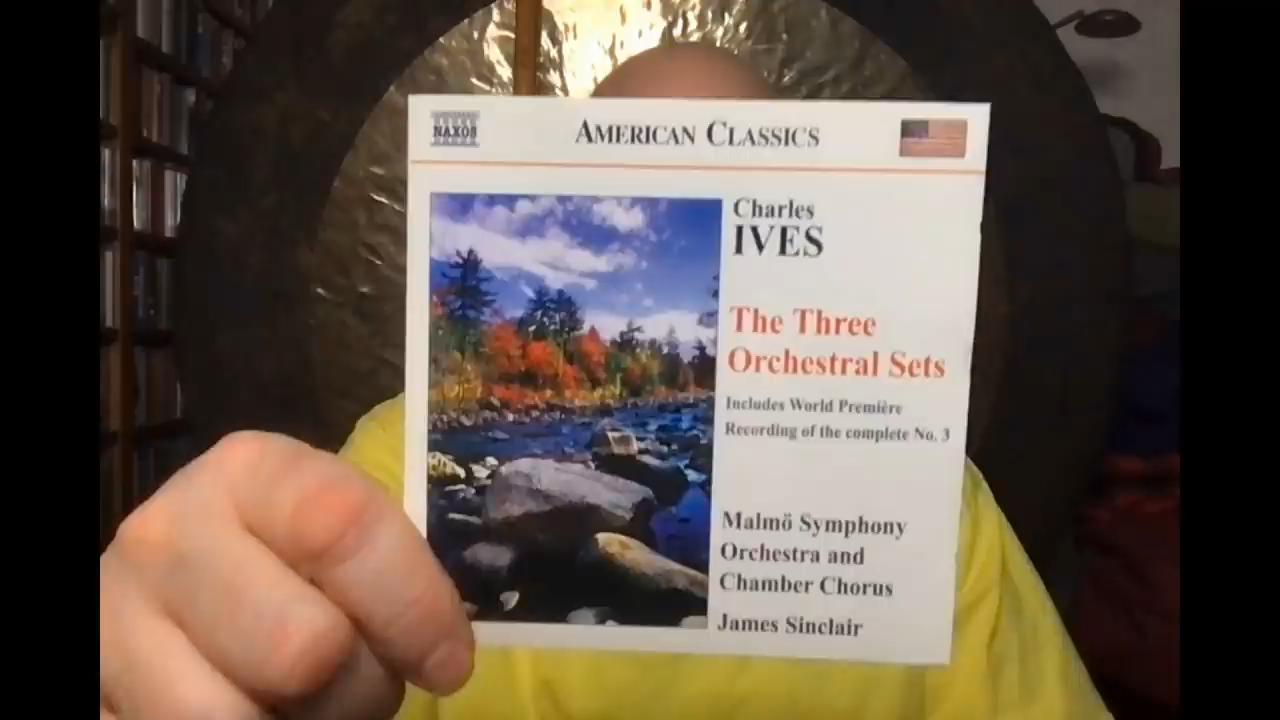 NAXOS
AMERICAN CLASSICS
Charles
IVES
The Three
Orchestral Sets
Includes World Première
Recording of the complete No. 3
Malmö Symphony
Orchestra and
Chamber Chorus
James Sinclair